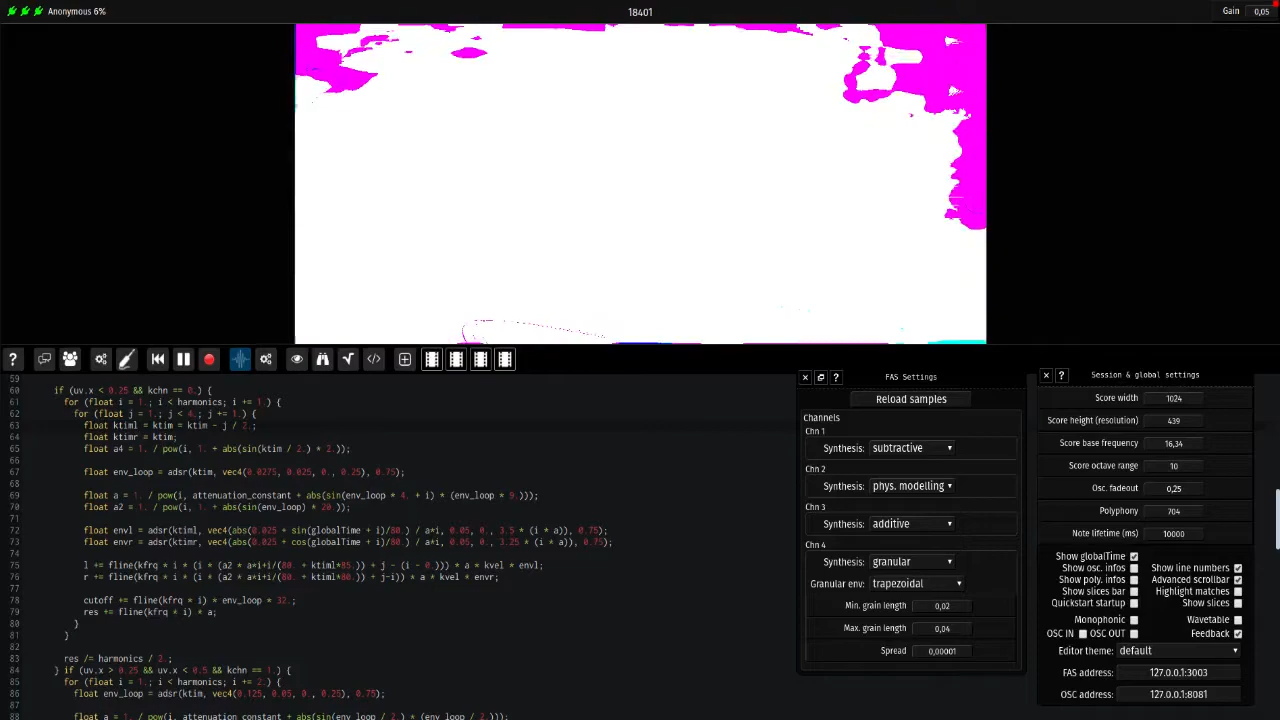 Anonymous 6%
18401
Gain 0,05
59
60 if (uv.x < 0.25 && kchn == 0.) {
61 for (float i = 1.; i < harmonics; i += 1.) {
62 for (float j = 1.; j < 4.; j += 1.) {
63 float ktiml = ktim = ktim - j / 2.;
64 float ktimr = ktim;
65 float a4 = 1. / pow(i, 1. + abs(sin(ktim / 2.) * 2.));
66
67 float env_loop = adsr(ktim, vec4(0.0275, 0.025, 0., 0.25), 0.75);
68
69 float a = 1. / pow(i, attenuation_constant + abs(sin(env_loop * 4. + i) * (env_loop * 9.)));
70 float a2 = 1. / pow(i, 1. + abs(sin(env_loop) * 20.));
71
72 float envl = adsr(ktiml, vec4(abs(0.025 + sin(globalTime + i)/80.) / a*i, 0.05, 0., 3.5 * (i * a)), 0.75);
73 float envr = adsr(ktimr, vec4(abs(0.025 + cos(globalTime + i)/80.) / a*i, 0.05, 0., 3.25 * (i * a)), 0.75);
74
75 l += fline(kfrq * i * (i * (a2 * a*i+i/(80. + ktiml*85.)) + j - (i - 0.))) * a * kvel * envl;
76 r += fline(kfrq * i * (i * (a2 * a*i+i/(80. + ktiml*80.)) + j-i)) * a * kvel * envr;
77
78 cutoff += fline(kfrq * i) * env_loop * 32.;
79 res += fline(kfrq * i) * a;
80 }
81 }
82
83 res /= harmonics / 2.;
84 } if (uv.x > 0.25 && uv.x < 0.5 && kchn == 1.) {
85 for (float i = 1.; i < harmonics; i += 2.) {
86 float env_loop = adsr(ktim, vec4(0.125, 0.05, 0., 0.25), 0.75);
87
88 float a = 1. / pow(i, attenuation_constant + abs(sin(env_loop / 2.) * (env_loop / 2.)));
FAS Settings
Reload samples
Channels
Chn 1
Synthesis: subtractive
Chn 2
Synthesis: phys. modelling
Chn 3
Synthesis: additive
Chn 4
Synthesis: granular
Granular env: trapezoidal
Min. grain length 0,02
Max. grain length 0,04
Spread 0,00001
Session & global settings
Score width 1024
Score height (resolution) 439
Score base frequency 16,34
Score octave range 10
Osc. fadeout 0,25
Polyphony 704
Note lifetime (ms) 10000
Show globalTime
Show osc. infos Show line numbers
Show poly. infos Advanced scrollbar
Show slices bar Highlight matches
Quickstart startup Show slices
Monophonic Wavetable
OSC IN OSC OUT Feedback
Editor theme: default
FAS address: 127.0.0.1:3003
OSC address: 127.0.0.1:8081